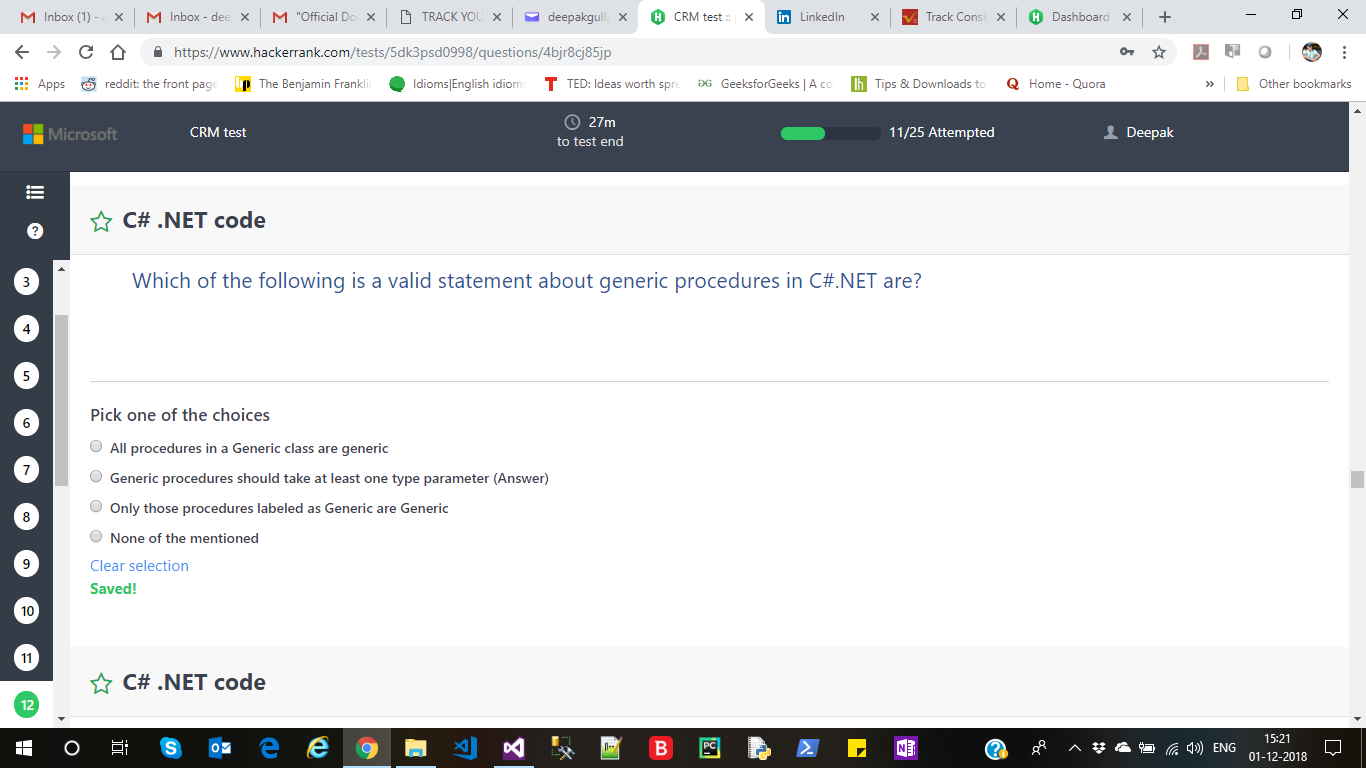 Inbox (1) - a
Inbox - dee
"Official Do
TRACK YOU
deepakgulli
CRM test ::
LinkedIn
Track Consi
Dashboard
https://www.hackerrank.com/tests/5dk3psd0998/questions/4bjr8cj85jp
Apps
reddit: the front page
The Benjamin Franklin
Idioms|English idiom
TED: Ideas worth spre
GeeksforGeeks | A co
Tips & Downloads to
Home - Quora
»
Other bookmarks
Microsoft
CRM test
27m
to test end
11/25 Attempted
Deepak
C# .NET code
Which of the following is a valid statement about generic procedures in C#.NET are?
Pick one of the choices
All procedures in a Generic class are generic
Generic procedures should take at least one type parameter (Answer)
Only those procedures labeled as Generic are Generic
None of the mentioned
Clear selection
Saved!
C# .NET code
?
3
4
5
6
7
8
9
10
11
12
ENG
15:21
01-12-2018